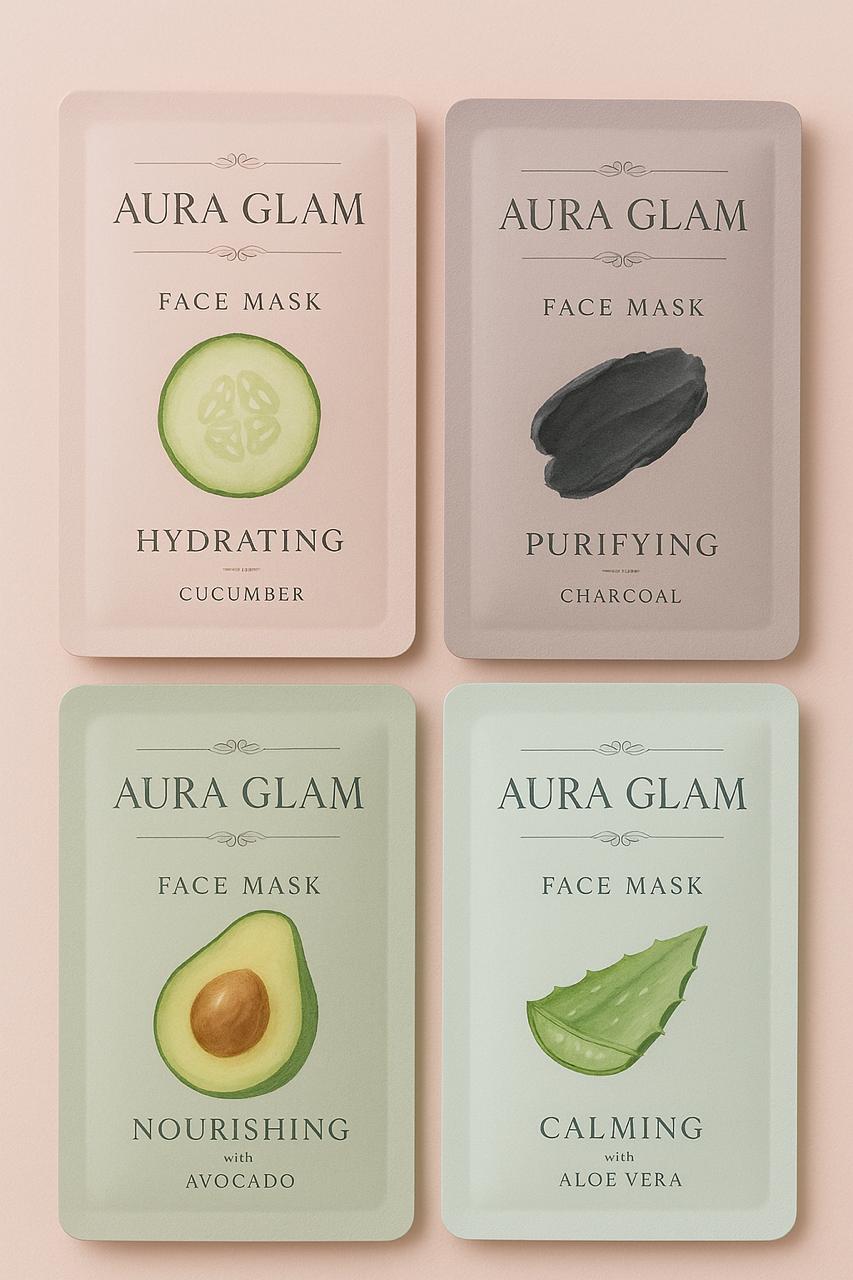 AURA GLAM
FACE MASK
HYDRATING
CUCUMBER
AURA GLAM
FACE MASK
PURIFYING
CHARCOAL
AURA GLAM
FACE MASK
NOURISHING
with
AVOCADO
AURA GLAM
FACE MASK
CALMING
with
ALOE VERA